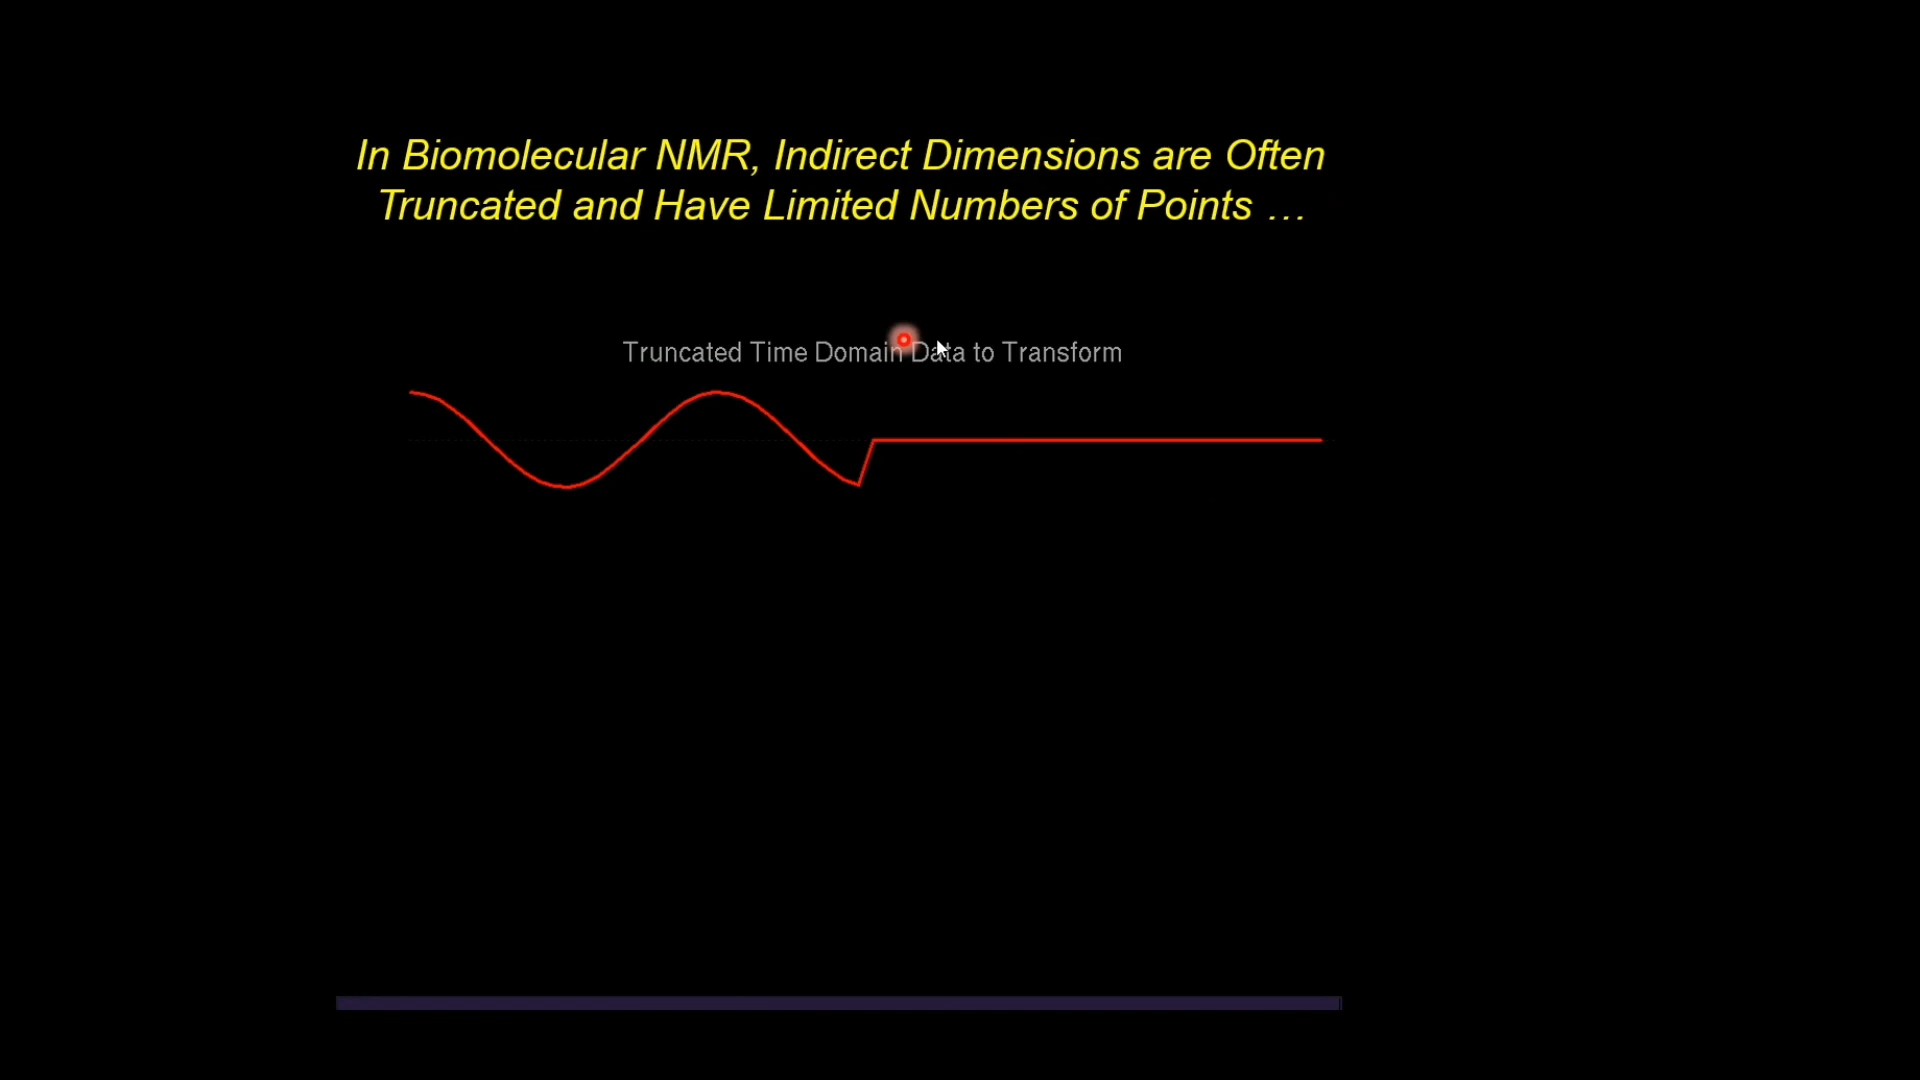 In Biomolecular NMR, Indirect Dimensions are Often
Truncated and Have Limited Numbers of Points …
Truncated Time Domain Data to Transform